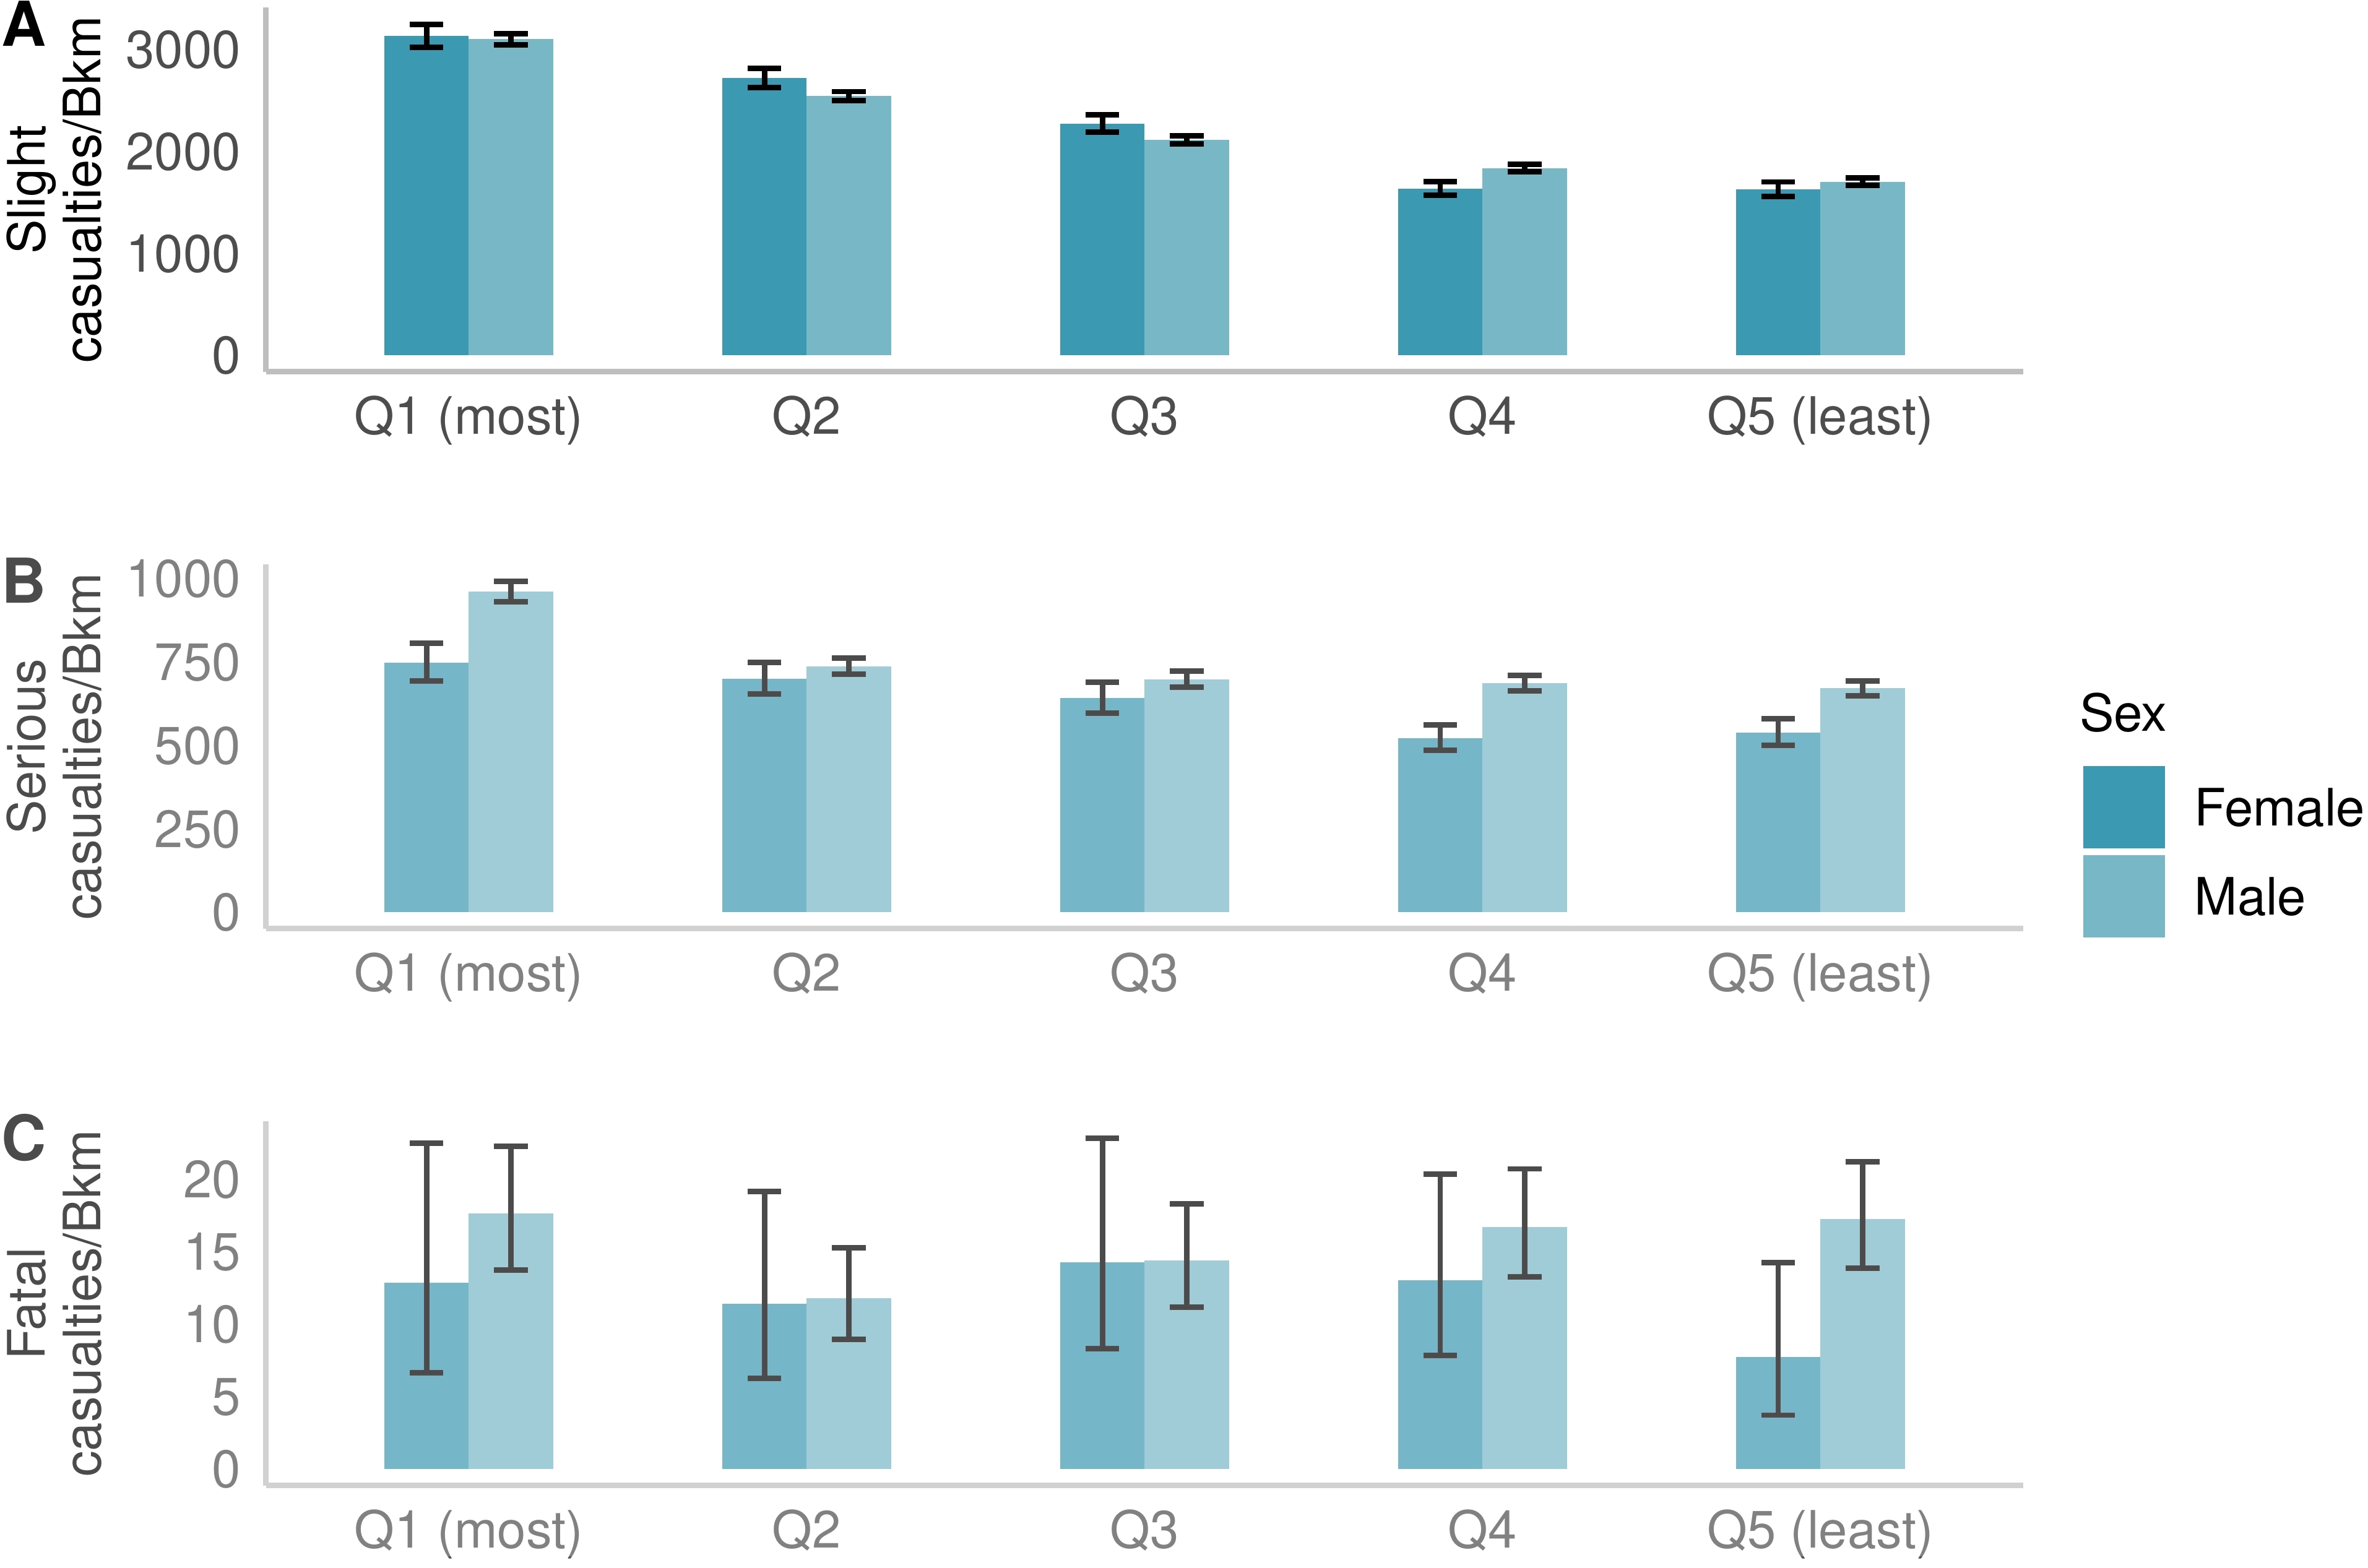 A
Slight
casualties/Bkm
3000
2000
1000
0
Q1 (most) Q2 Q3 Q4 Q5 (least)
B
Serious
casualties/Bkm
1000
750
500
250
0
Q1 (most) Q2 Q3 Q4 Q5 (least)
Sex
Female
Male
C
Fatal
casualties/Bkm
20
15
10
5
0
Q1 (most) Q2 Q3 Q4 Q5 (least)